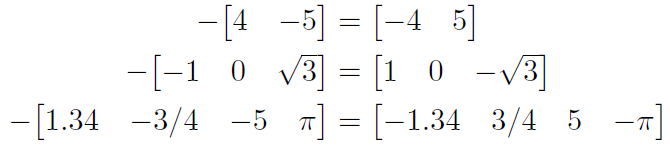 −[4 −5] = [−4 5]
−[−1 0 √3] = [1 0 −√3]
−[1.34 −3/4 −5 π] = [−1.34 3/4 5 −π]